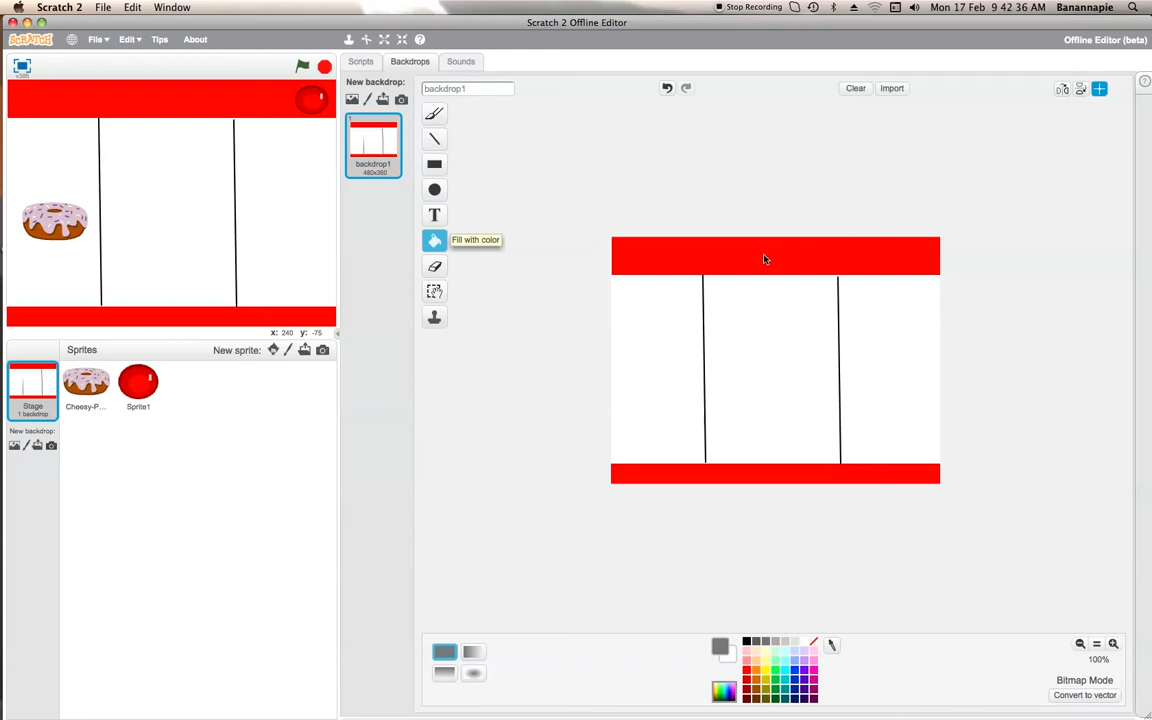 Scratch 2 File Edit Window Stop Recording Mon 17 Feb 9 42 36 AM Banannapie
Scratch 2 Offline Editor
SCRATCH File Edit Tips About Offline Editor (beta)
v385
Scripts Backdrops Sounds
New backdrop:
backdrop1
Clear Import
1
backdrop1
480x360
T
Fill with color
x: 240 y: -75
Sprites New sprite:
Stage
1 backdrop
Cheesy-P... Sprite1
New backdrop:
100%
Bitmap Mode
Convert to vector